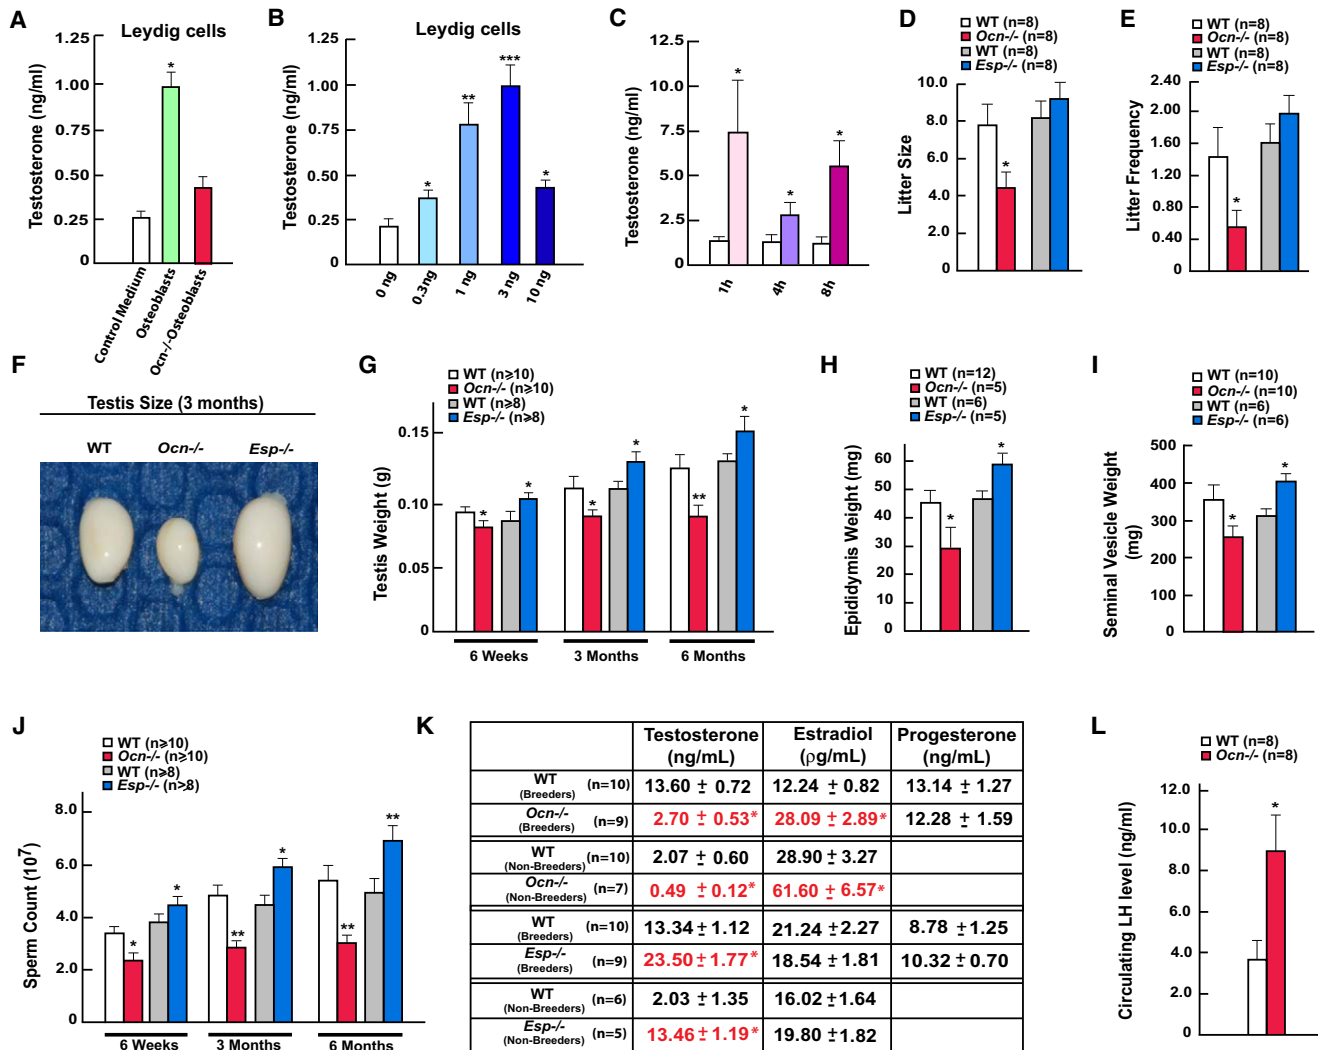 A
Leydig cells
Testosterone (ng/ml)
1.25
1.00
0.75
0.50
0.25
0
*
Control Medium
Osteoblasts
Ocn-/-Osteoblasts
B
Leydig cells
Testosterone (ng/ml)
1.25
1.00
0.75
0.50
0.25
0
*
**
***
*
0 ng
0.3ng
1 ng
3 ng
10 ng
C
Testosterone (ng/ml)
12.5
10.0
7.5
5.0
2.5
0
*
*
*
1h
4h
8h
D
WT (n=8)
Ocn-/- (n=8)
WT (n=8)
Esp-/- (n=8)
Litter Size
10.0
8.0
6.0
4.0
2.0
0
*
E
WT (n=8)
Ocn-/- (n=8)
WT (n=8)
Esp-/- (n=8)
Litter Frequency
2.40
2.00
1.60
1.20
0.80
0.40
0
*
F
Testis Size (3 months)
WT Ocn-/- Esp-/-
G
WT (n≥10)
Ocn-/- (n≥10)
WT (n≥8)
Esp-/- (n≥8)
Testis Weight (g)
0.15
0.10
0.05
0
* *
* *
** *
6 Weeks 3 Months 6 Months
H
WT (n=12)
Ocn-/- (n=5)
WT (n=6)
Esp-/- (n=5)
Epididymis Weight (mg)
60
50
40
30
20
10
0
* *
I
WT (n=10)
Ocn-/- (n=10)
WT (n=6)
Esp-/- (n=6)
Seminal Vesicle Weight
(mg)
500
400
300
200
100
0
* *
J
WT (n≥10)
Ocn-/- (n≥10)
WT (n≥8)
Esp-/- (n≥8)
Sperm Count (10⁷)
8.0
6.0
4.0
2.0
0
* *
** *
** **
6 Weeks 3 Months 6 Months
K
Testosterone Estradiol Progesterone
(ng/mL) (ρg/mL) (ng/mL)
WT (Breeders) (n=10) 13.60 ± 0.72 12.24 ± 0.82 13.14 ± 1.27
Ocn-/- (Breeders) (n=9) 2.70 ± 0.53* 28.09 ± 2.89* 12.28 ± 1.59
WT (Non-Breeders) (n=10) 2.07 ± 0.60 28.90 ± 3.27
Ocn-/- (Non-Breeders) (n=7) 0.49 ± 0.12* 61.60 ± 6.57*
WT (Breeders) (n=10) 13.34 ± 1.12 21.24 ± 2.27 8.78 ± 1.25
Esp-/- (Breeders) (n=9) 23.50 ± 1.77* 18.54 ± 1.81 10.32 ± 0.70
WT (Non-Breeders) (n=6) 2.03 ± 1.35 16.02 ± 1.64
Esp-/- (Non-Breeders) (n=5) 13.46 ± 1.19* 19.80 ± 1.82
L
WT (n=8)
Ocn-/- (n=8)
Circulating LH level (ng/ml)
12.0
10.0
8.0
6.0
4.0
2.0
0
*